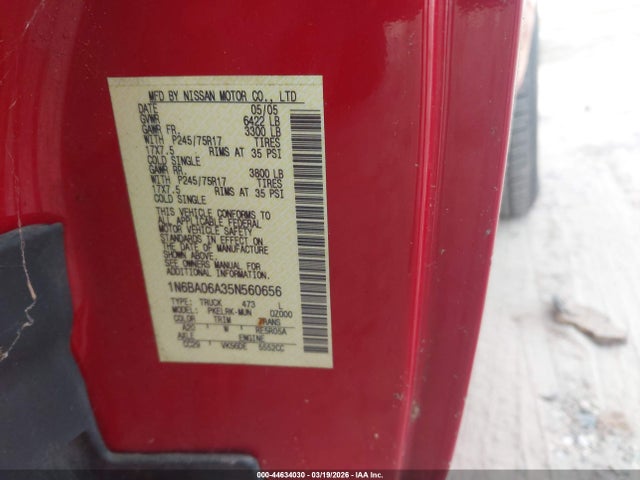 MFD BY NISSAN MOTOR CO., LTD
DATE 05/05
GVWR 6422 LB
GAWR FR. 3300 LB
WITH P245/75R17 TIRES
17X7.5 RIMS AT 35 PSI
COLD SINGLE
GAWR RR. 3800 LB
WITH P245/75R17 TIRES
17X7.5 RIMS AT 35 PSI
COLD SINGLE
THIS VEHICLE CONFORMS TO
ALL APPLICABLE FEDERAL
MOTOR VEHICLE SAFETY
STANDARDS IN EFFECT ON
THE DATE OF MANUFACTURE
SHOWN ABOVE.
SEE OWNERS MANUAL FOR
ADDITIONAL INFORMATION.
1N6BA06A35N560656
TYPE: TRUCK 473 L
MODEL: PKELRK-MUN DZ000
COLOR TRIM TRANS
A20 W RE5R05A
AXLE ENGINE
CC29 VK56DE 5552CC
000-44634030 - 03/19/2026 - IAA Inc.